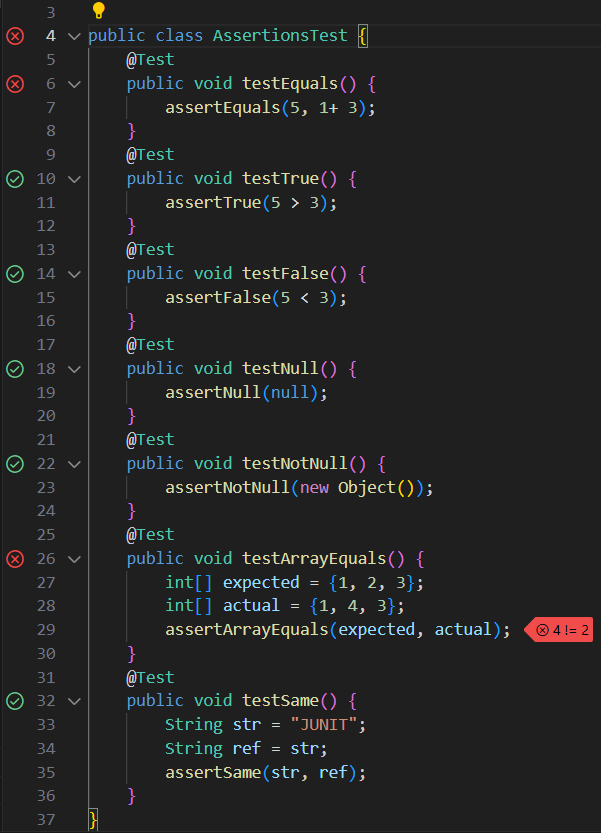 3
4 public class AssertionsTest {
5 @Test
6 public void testEquals() {
7 assertEquals(5, 1+ 3);
8 }
9 @Test
10 public void testTrue() {
11 assertTrue(5 > 3);
12 }
13 @Test
14 public void testFalse() {
15 assertFalse(5 < 3);
16 }
17 @Test
18 public void testNull() {
19 assertNull(null);
20 }
21 @Test
22 public void testNotNull() {
23 assertNotNull(new Object());
24 }
25 @Test
26 public void testArrayEquals() {
27 int[] expected = {1, 2, 3};
28 int[] actual = {1, 4, 3};
29 assertArrayEquals(expected, actual); 4 != 2
30 }
31 @Test
32 public void testSame() {
33 String str = "JUNIT";
34 String ref = str;
35 assertSame(str, ref);
36 }
37 }